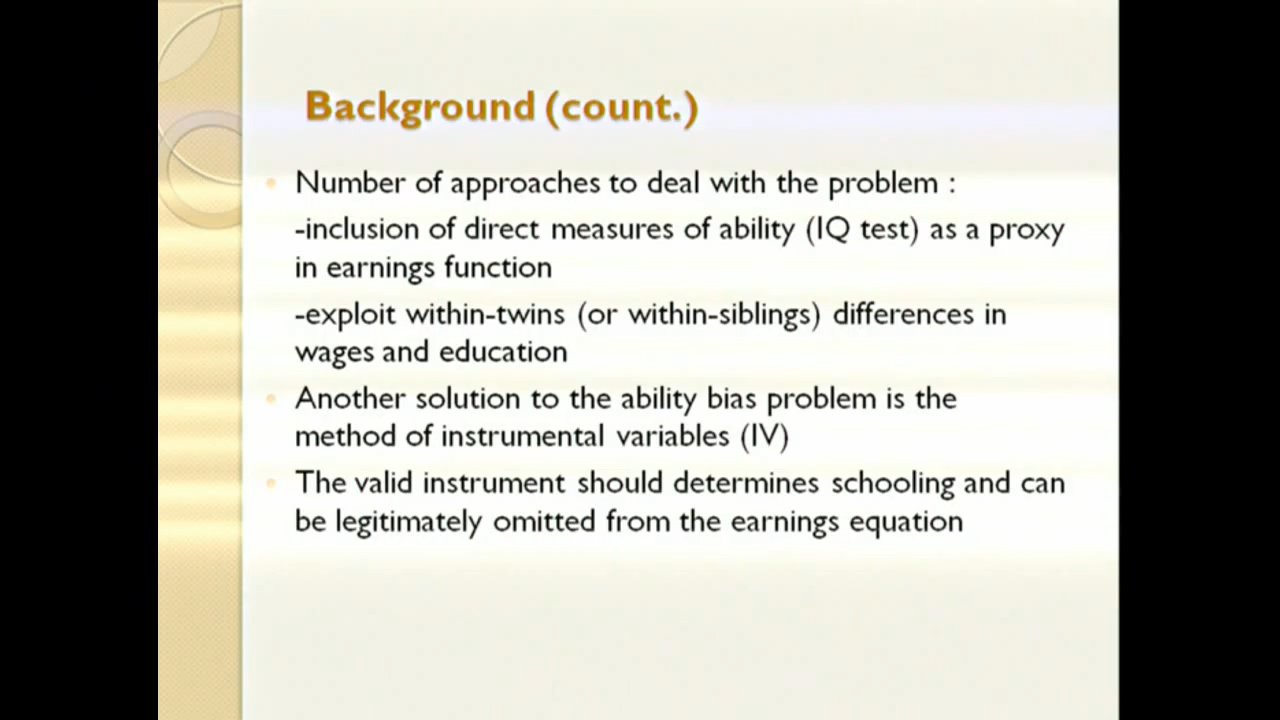 Background (count.)
Number of approaches to deal with the problem :
-inclusion of direct measures of ability (IQ test) as a proxy
in earnings function
-exploit within-twins (or within-siblings) differences in
wages and education
Another solution to the ability bias problem is the
method of instrumental variables (IV)
The valid instrument should determines schooling and can
be legitimately omitted from the earnings equation